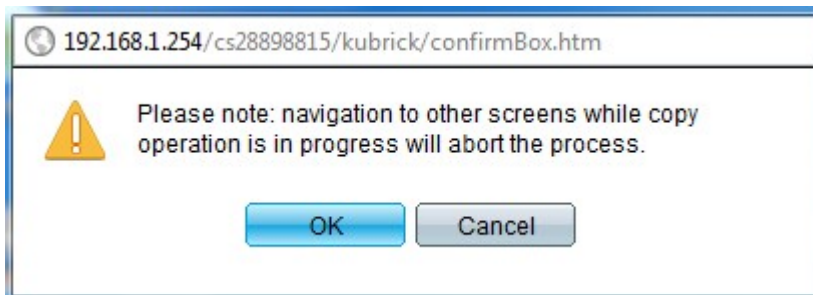 192.168.1.254/cs28898815/kubrick/confirmBox.htm
Please note: navigation to other screens while copy
operation is in progress will abort the process.
OK Cancel